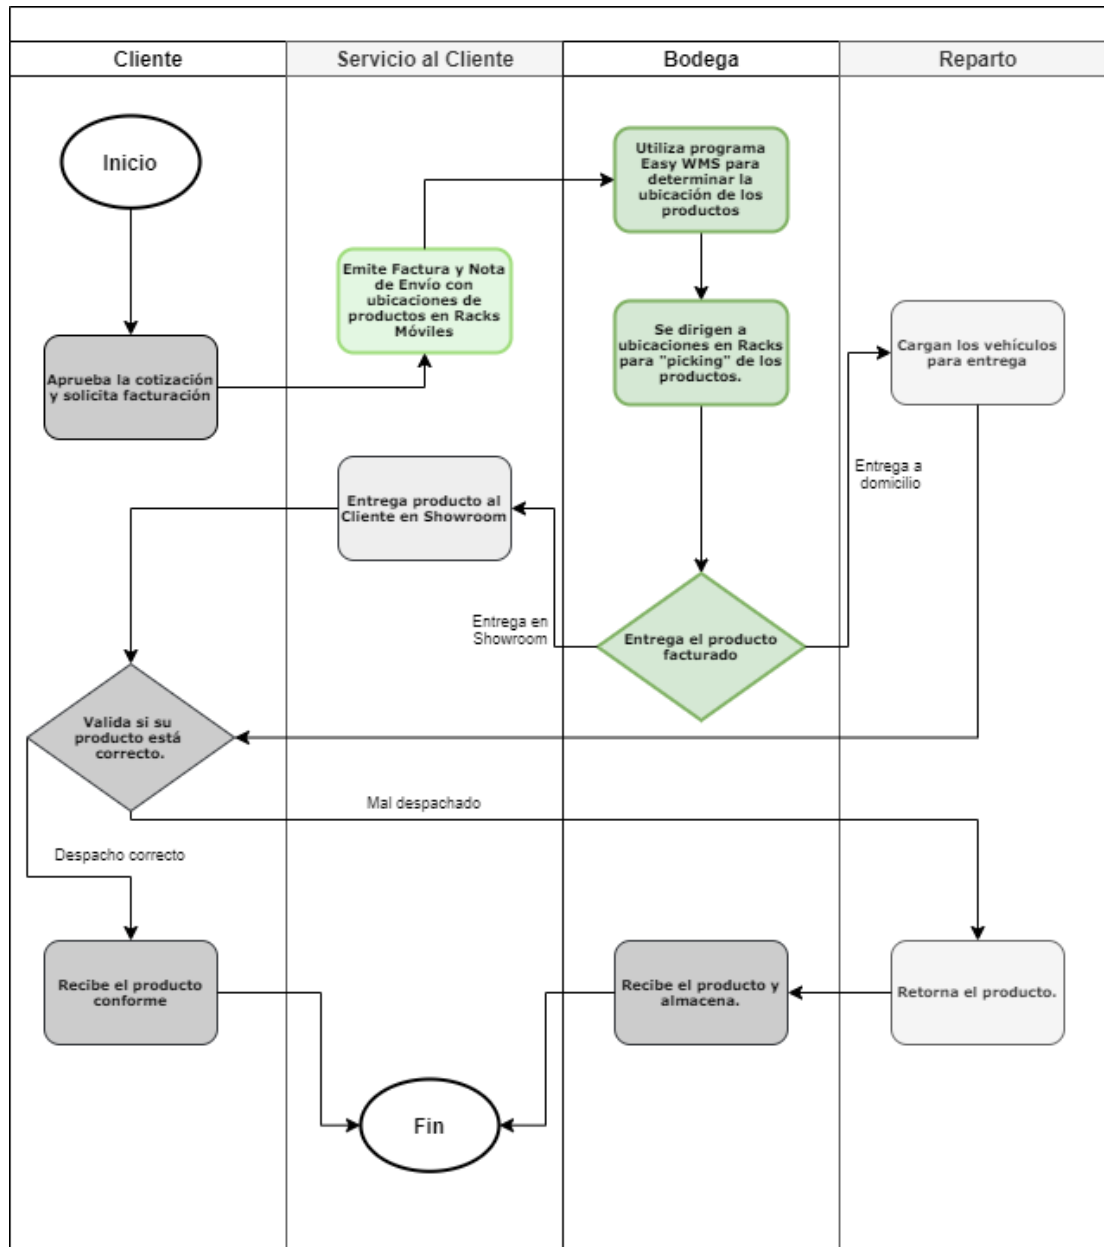 Cliente
Servicio al Cliente
Bodega
Reparto
Inicio
Utiliza programa
Easy WMS para
determinar la
ubicación de los
productos
Emite Factura y Nota
de Envío con
ubicaciones de
productos en Racks
Móviles
Se dirigen a
ubicaciones en Racks
para "picking" de los
productos.
Cargan los vehículos
para entrega
Aprueba la cotización
y solicita facturación
Entrega a
domicilio
Entrega producto al
Cliente en Showroom
Entrega en
Showroom
Entrega el producto
facturado
Valida si su
producto está
correcto.
Mal despachado
Despacho correcto
Recibe el producto
conforme
Recibe el producto y
almacena.
Retorna el producto.
Fin